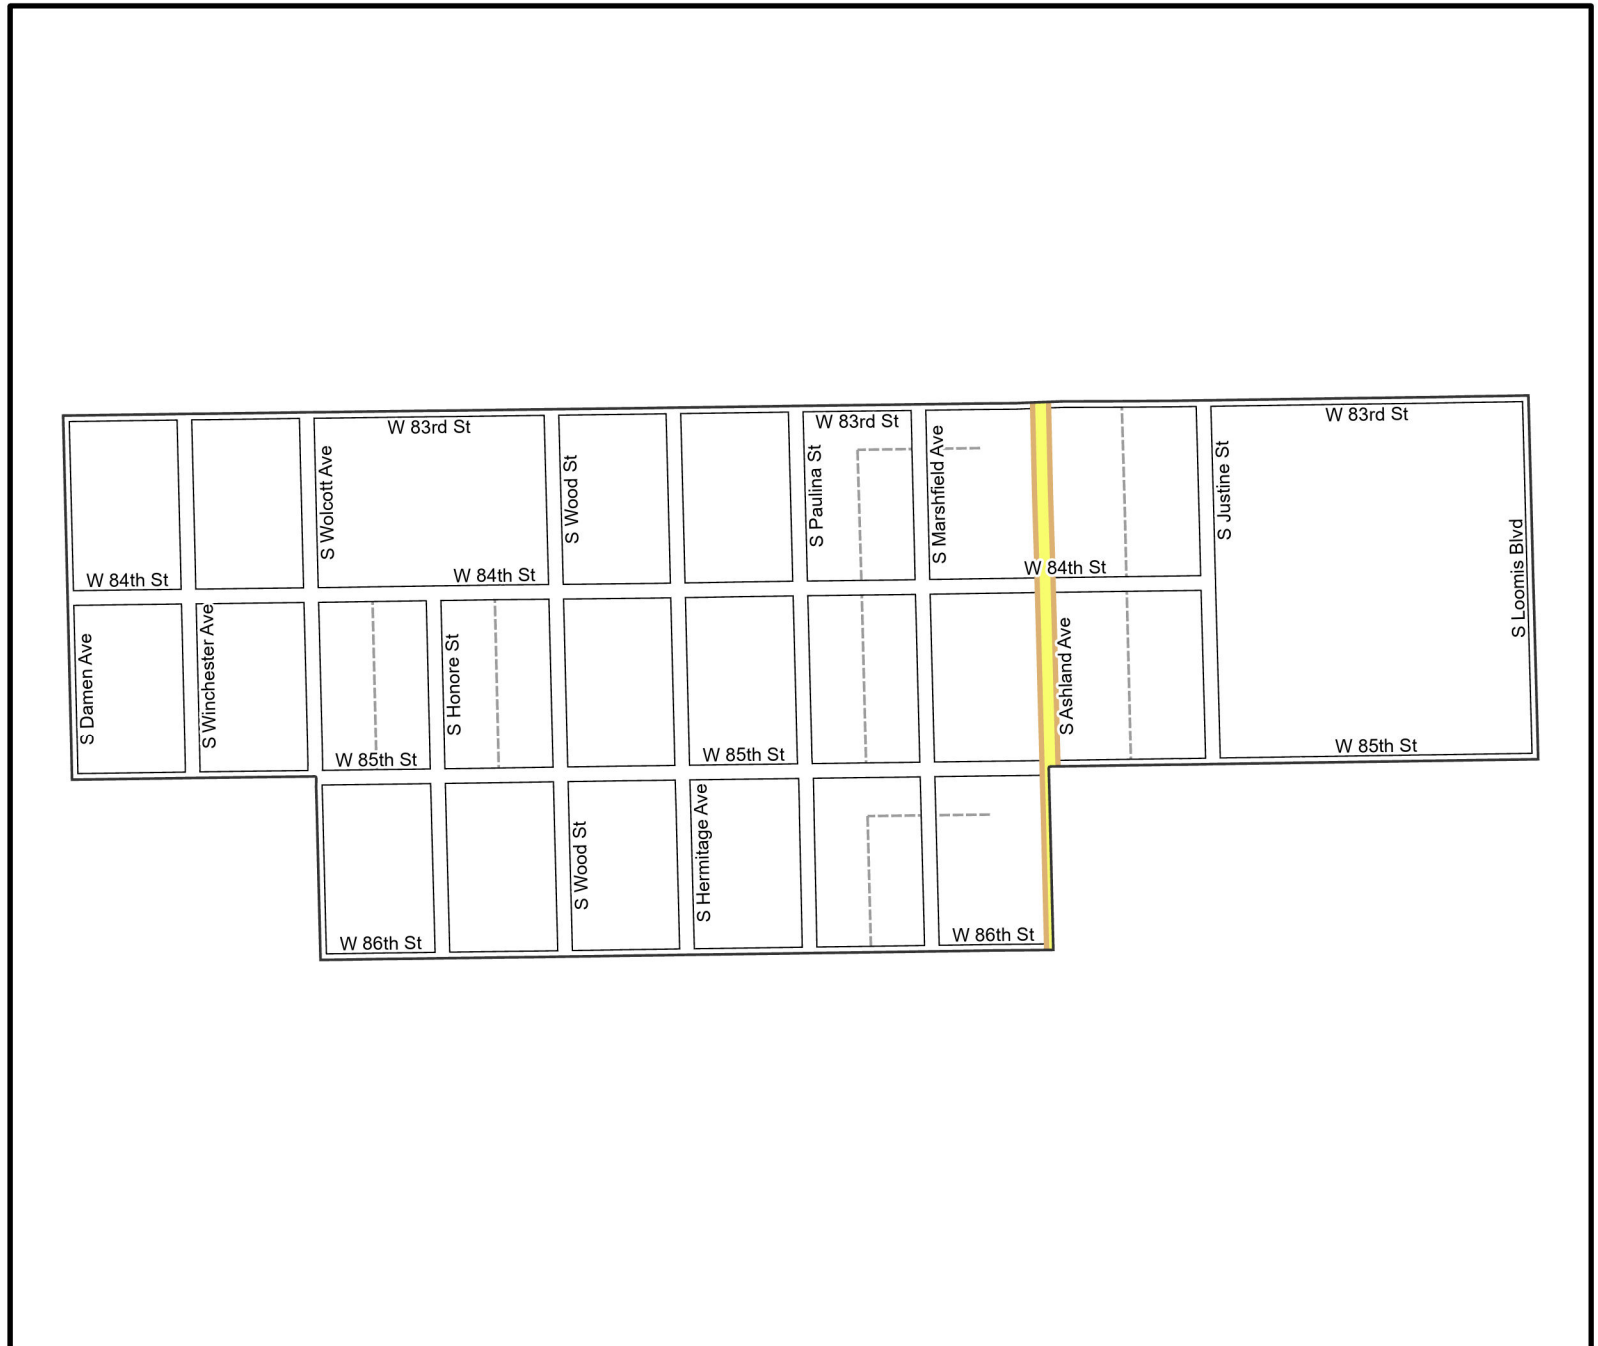 W 83rd St
W 83rd St
W 83rd St
S Wolcott Ave
S Wood St
S Paulina St
S Marshfield Ave
S Justine St
S Loomis Blvd
W 84th St
W 84th St
W 84th St
S Damen Ave
S Winchester Ave
S Honore St
S Ashland Ave
W 85th St
W 85th St
W 85th St
S Wood St
S Hermitage Ave
W 86th St
W 86th St